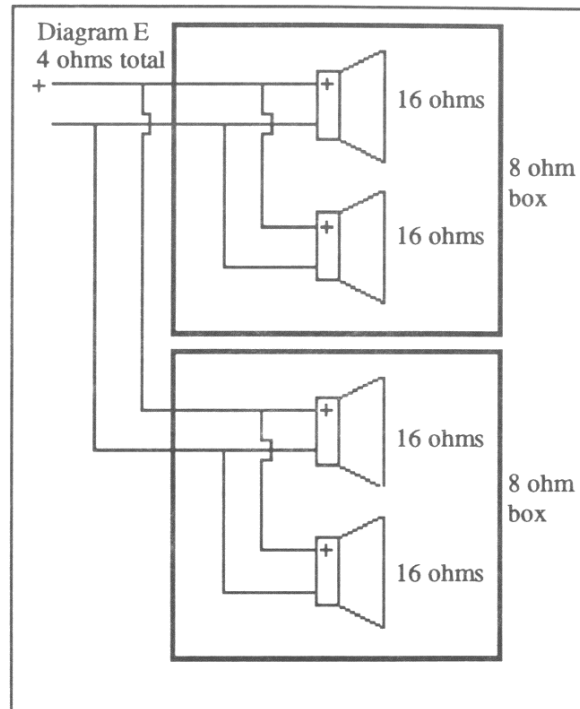 Diagram E
4 ohms total
+
+
16 ohms
8 ohm
box
+
16 ohms
+
16 ohms
8 ohm
box
+
16 ohms